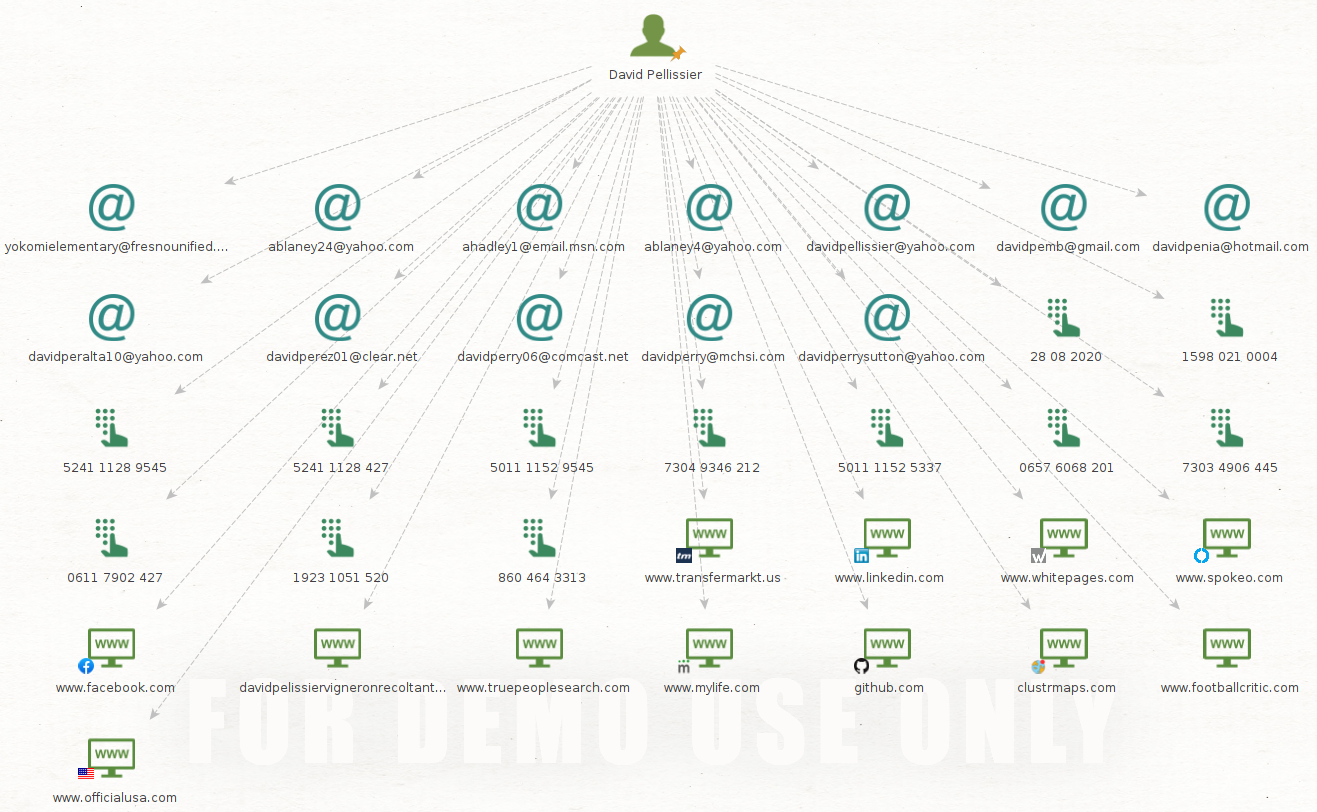 David Pellissier
yokomielementary@fresnounified....
ablaney24@yahoo.com
ahadley1@email.msn.com
ablaney4@yahoo.com
davidpellissier@yahoo.com
davidpemb@gmail.com
davidpenia@hotmail.com
davidperalta10@yahoo.com
davidperez01@clear.net
davidperry06@comcast.net
davidperry@mchsi.com
davidperrysutton@yahoo.com
28 08 2020
1598 021 0004
5241 1128 9545
5241 1128 427
5011 1152 9545
7304 9346 212
5011 1152 5337
0657 6068 201
7303 4906 445
0611 7902 427
1923 1051 520
860 464 3313
www
tm
www.transfermarkt.us
www
in
www.linkedin.com
www
W
www.whitepages.com
www
www.spokeo.com
www
f
www.facebook.com
www
davidpelissiervigneronrecoltant...
www
www.truepeoplesearch.com
www
m
www.mylife.com
www
github.com
www
clustrmaps.com
www
www.footballcritic.com
FOR DEMO USE ONLY
www
www.officialusa.com